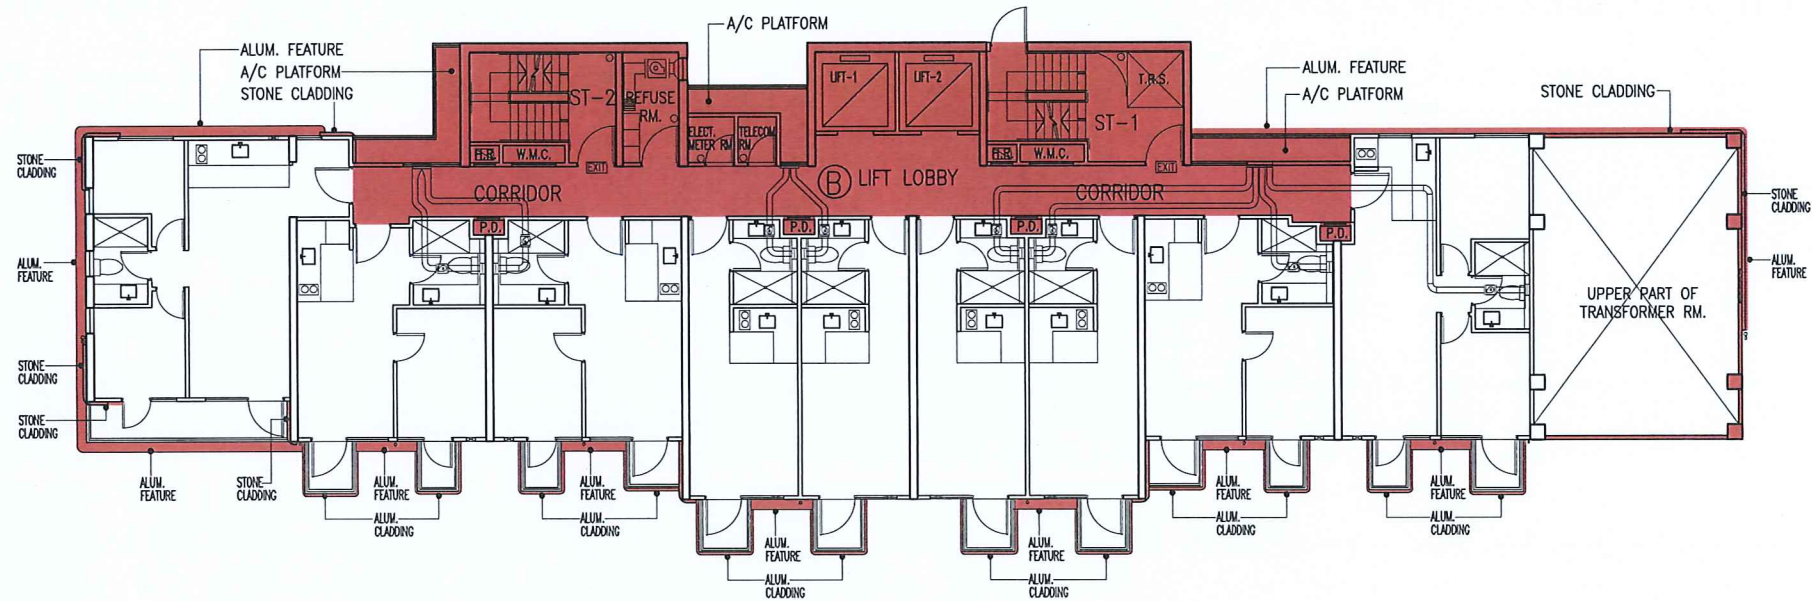 A/C PLATFORM
ALUM. FEATURE
A/C PLATFORM
STONE CLADDING
ALUM. FEATURE
A/C PLATFORM
STONE CLADDING
LIFT-1
LIFT-2
T.R.S.
ST-2
REFUSE
RM.
ST-1
ELECT.
METER RM.
TELECOM
RM.
H.R.
W.M.C.
H.R.
W.M.C.
EXIT
EXIT
STONE
CLADDING
CORRIDOR
B
LIFT LOBBY
CORRIDOR
STONE
CLADDING
P.D.
P.D.
P.D.
P.D.
ALUM.
FEATURE
ALUM.
FEATURE
UPPER PART OF
TRANSFORMER RM.
STONE
CLADDING
STONE
CLADDING
ALUM.
FEATURE
STONE
CLADDING
ALUM.
FEATURE
ALUM.
FEATURE
ALUM.
FEATURE
ALUM.
FEATURE
ALUM.
CLADDING
ALUM.
CLADDING
ALUM.
CLADDING
ALUM.
CLADDING
ALUM.
FEATURE
ALUM.
FEATURE
ALUM.
CLADDING
ALUM.
CLADDING